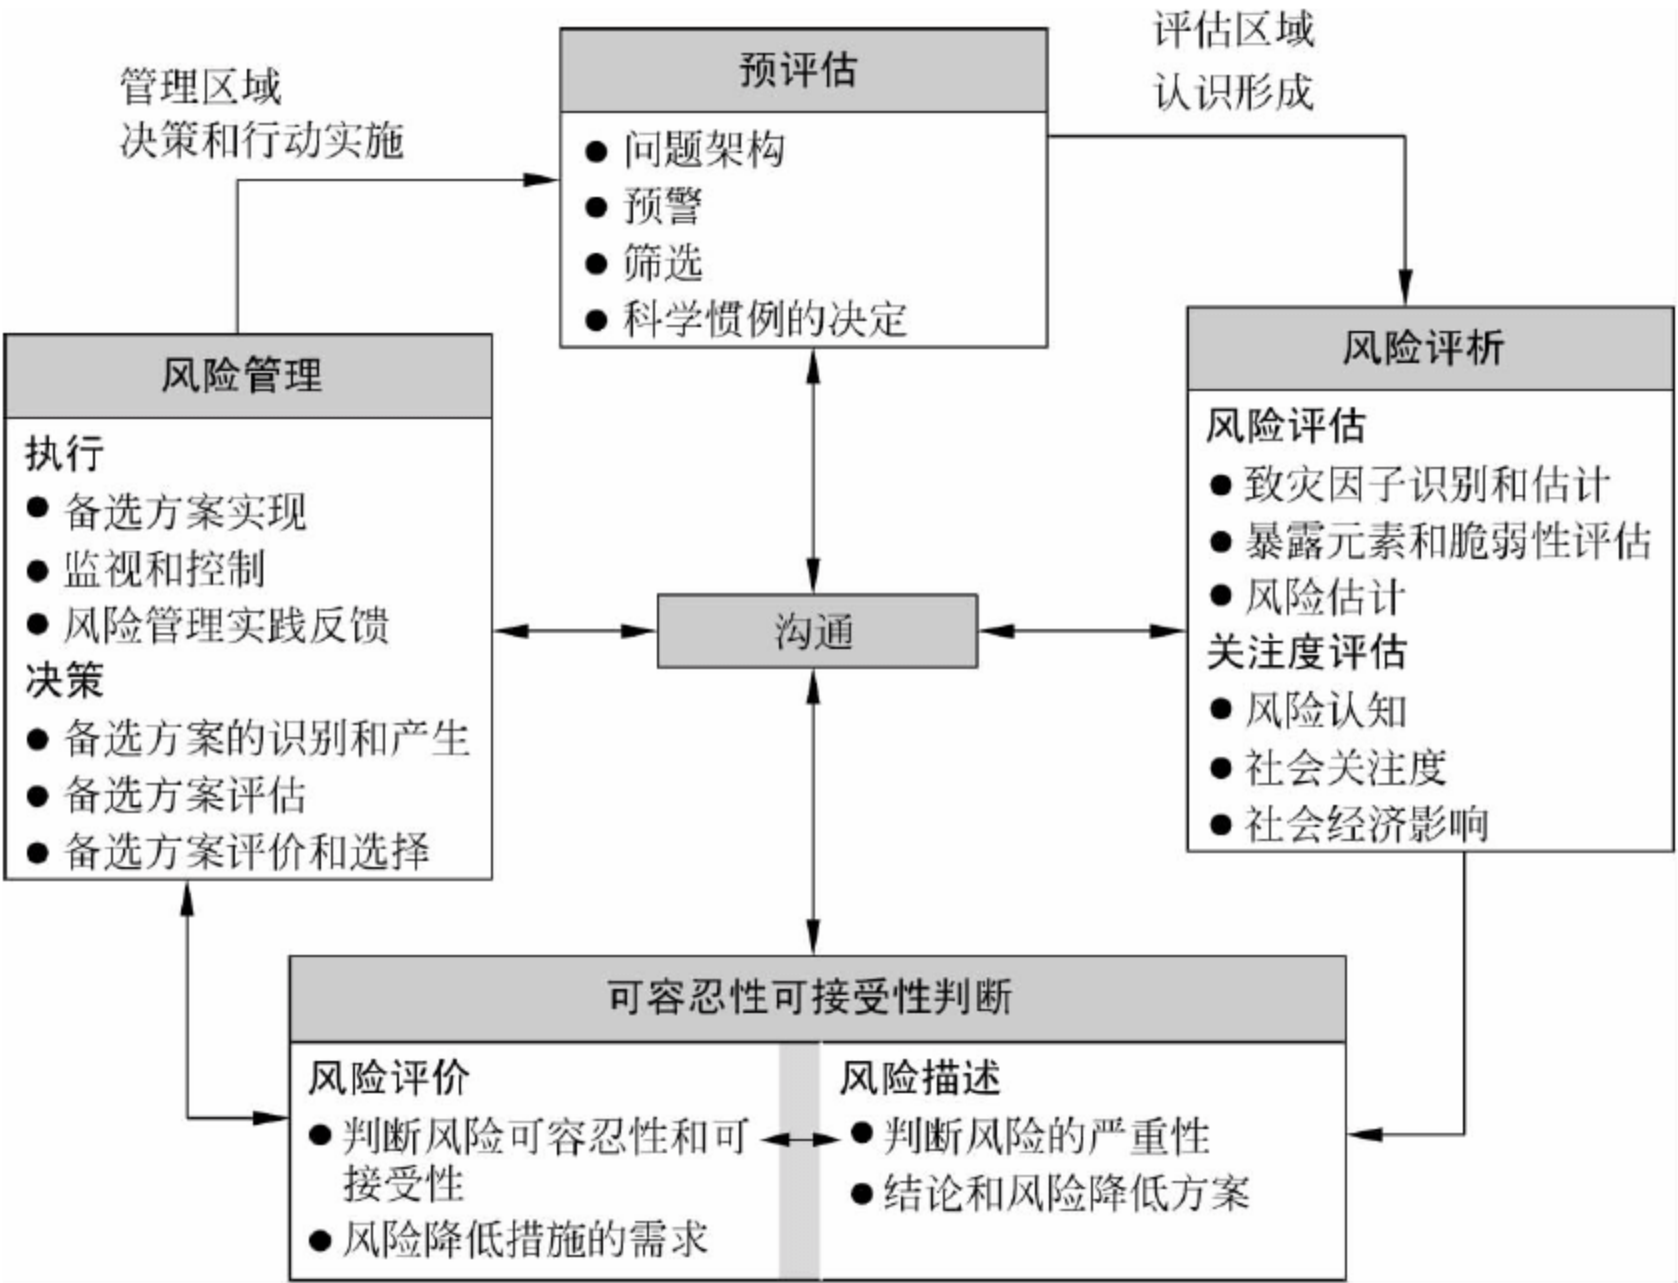 管理区域
决策和行动实施
预评估
● 问题架构
● 预警
● 筛选
● 科学惯例的决定
评估区域
认识形成
风险管理
执行
● 备选方案实现
● 监视和控制
● 风险管理实践反馈
决策
● 备选方案的识别和产生
● 备选方案评估
● 备选方案评价和选择
沟通
风险评析
风险评估
● 致灾因子识别和估计
● 暴露元素和脆弱性评估
● 风险估计
关注度评估
● 风险认知
● 社会关注度
● 社会经济影响
可容忍性可接受性判断
风险评价
● 判断风险可容忍性和可
接受性
● 风险降低措施的需求
风险描述
● 判断风险的严重性
● 结论和风险降低方案